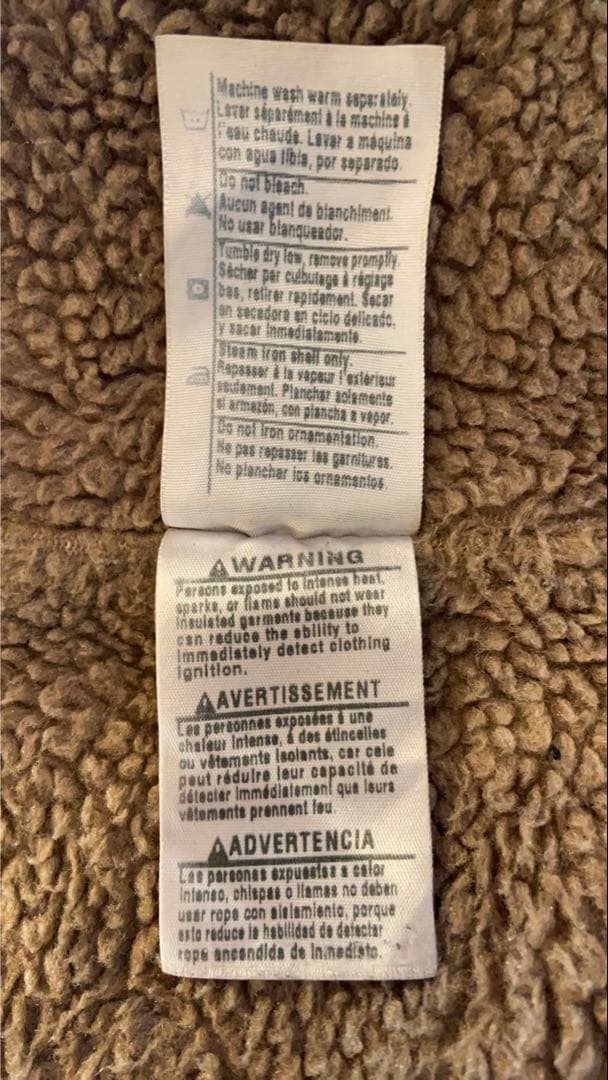 Machine wash warm separately.
Laver séparément à la machine à
l'eau chaude. Lavar a máquina
con agua tibia, por separado.
Do not bleach.
Aucun agent de blanchiment.
No usar blanqueador.
Tumble dry low, remove promptly.
Sécher par culbutage à réglage
bas, retirer rapidement. Secar
en secadora en ciclo delicado,
y sacar inmediatamente.
Steam iron shell only.
Repasser à la vapeur l'extérieur
seulement. Planchar solamente
el armazón, con plancha a vapor.
Do not iron ornamentation.
Ne pas repasser les garnitures.
No planchar los ornamentos
WARNING
Persons exposed to intense heat,
sparks, or flame should not wear
insulated garments because they
can reduce the ability to
immediately detect clothing
ignition.
AVERTISSEMENT
Les personnes exposées à une
chaleur intense, à des étincelles
ou vêtements isolants, car cele
peut réduire leur capacité de
détecter immédiatement que leurs
vêtements prennent feu.
ADVERTENCIA
Las personas expuestas a calor
intenso, chispas o llamas no deben
usar ropa con aislamiento, porque
esto reduce la habilidad de detectar
ropa encendida de inmediato.